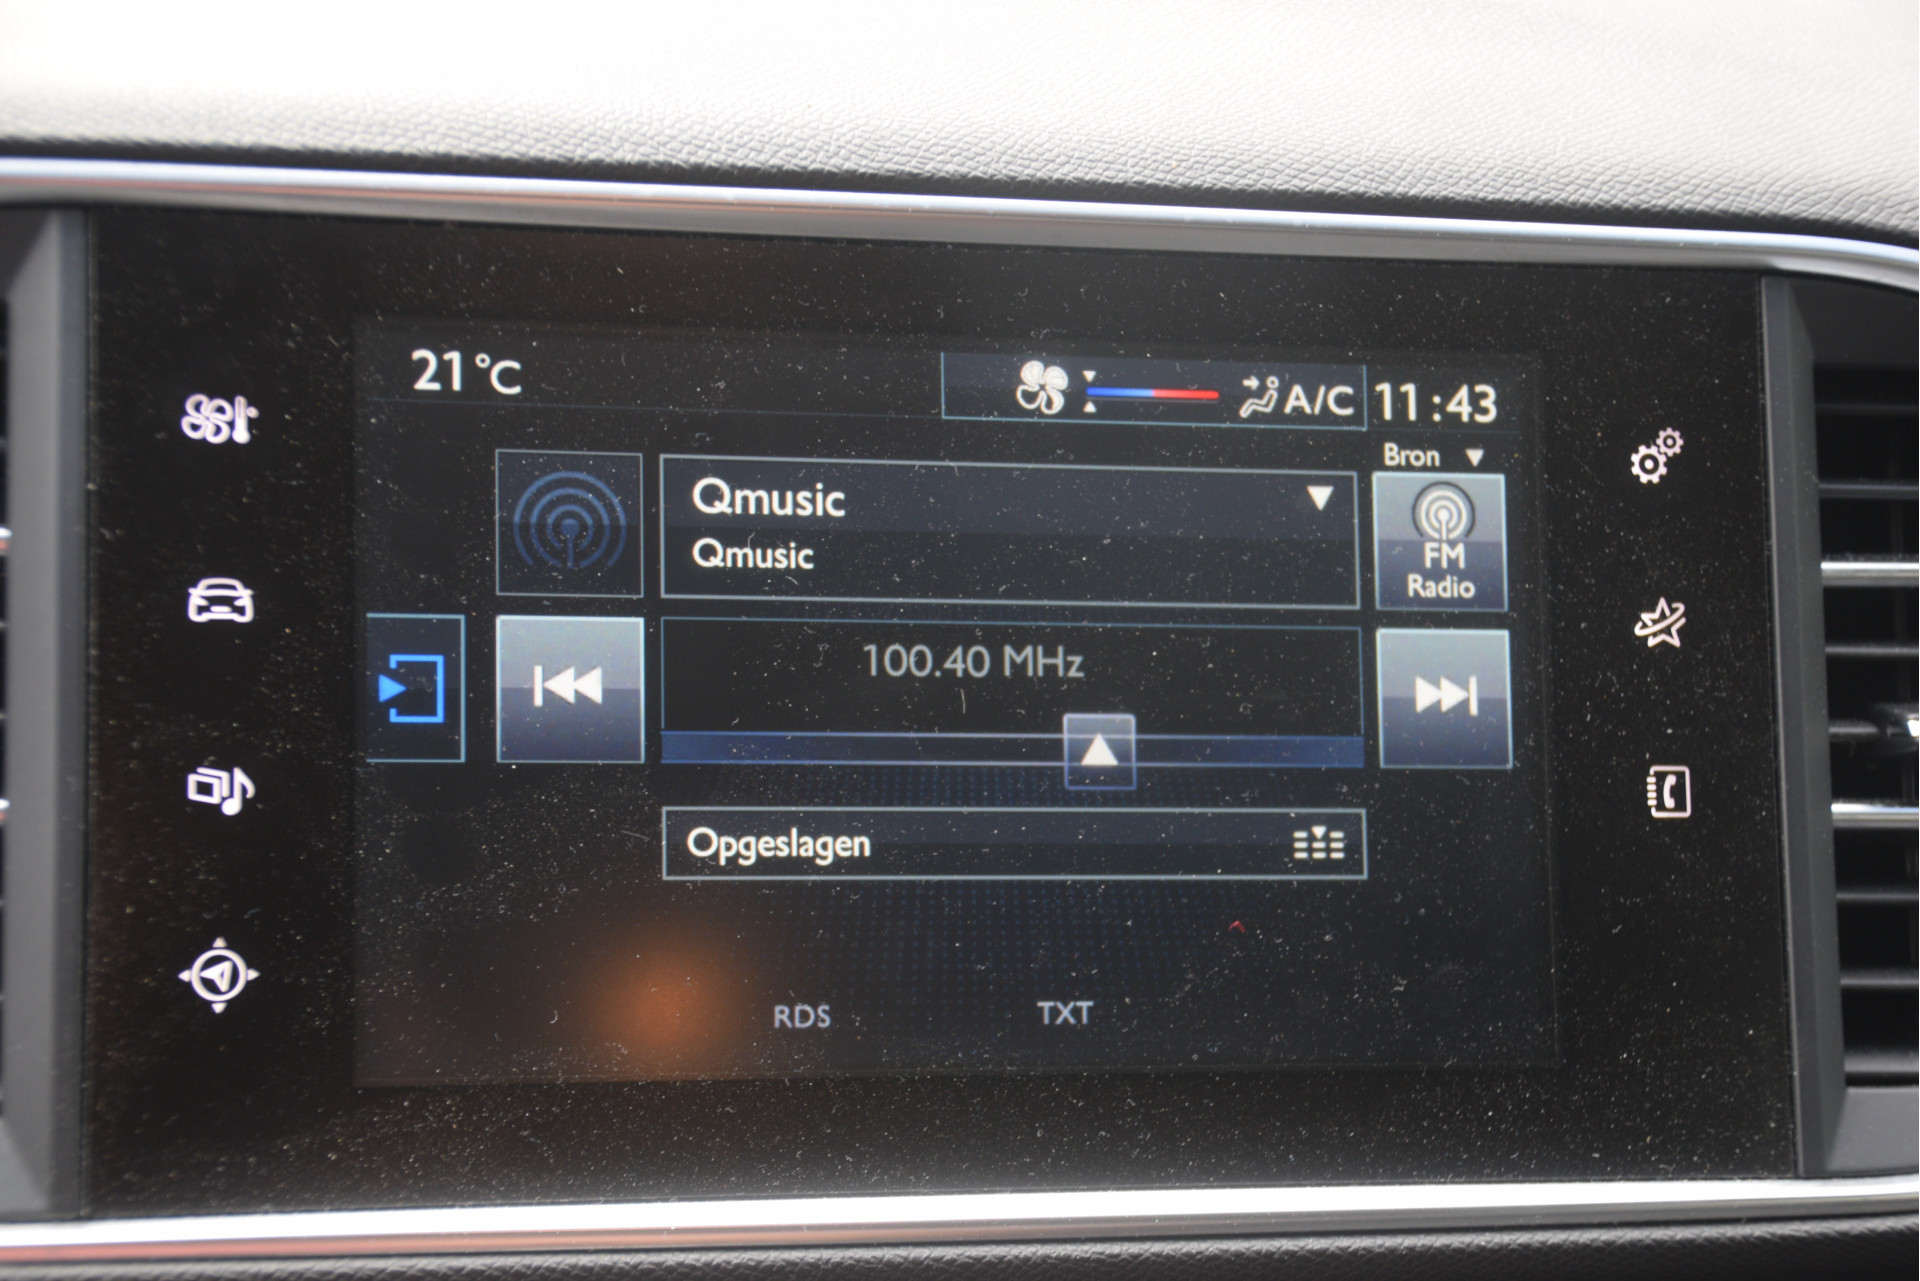 21 °C
A/C
11:43
Bron
Qmusic
Qmusic
FM
Radio
100.40 MHz
Opgeslagen
RDS
TXT